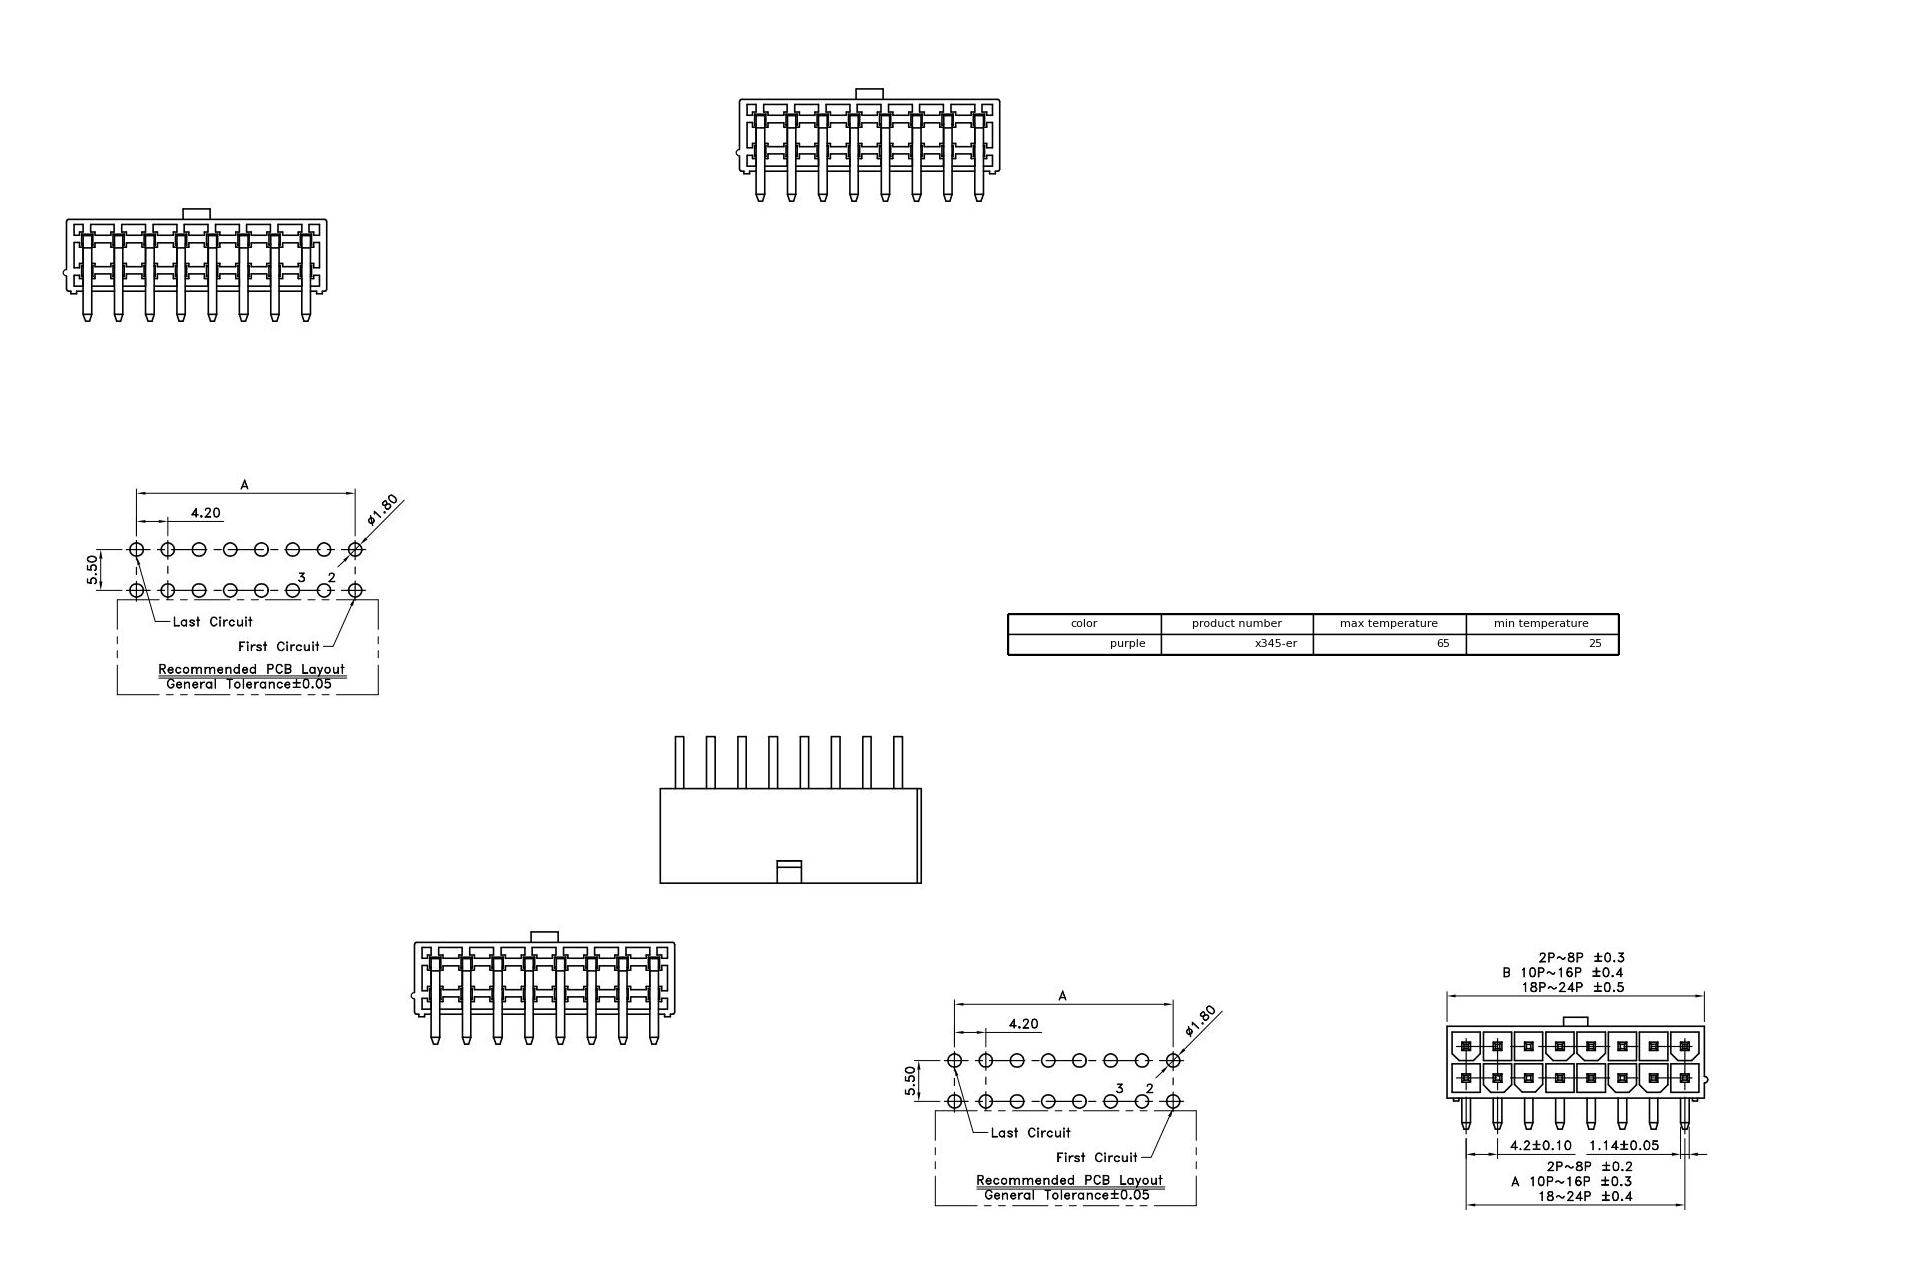 A
4.20
ø1.80
5.50
3 2
Last Circuit
First Circuit
Recommended PCB Layout
General Tolerance±0.05
color product number max temperature min temperature
purple x345-er 65 25
A
4.20
ø1.80
5.50
3 2
Last Circuit
First Circuit
Recommended PCB Layout
General Tolerance±0.05
2P~8P ±0.3
B 10P~16P ±0.4
18P~24P ±0.5
4.2±0.10 1.14±0.05
2P~8P ±0.2
A 10P~16P ±0.3
18~24P ±0.4